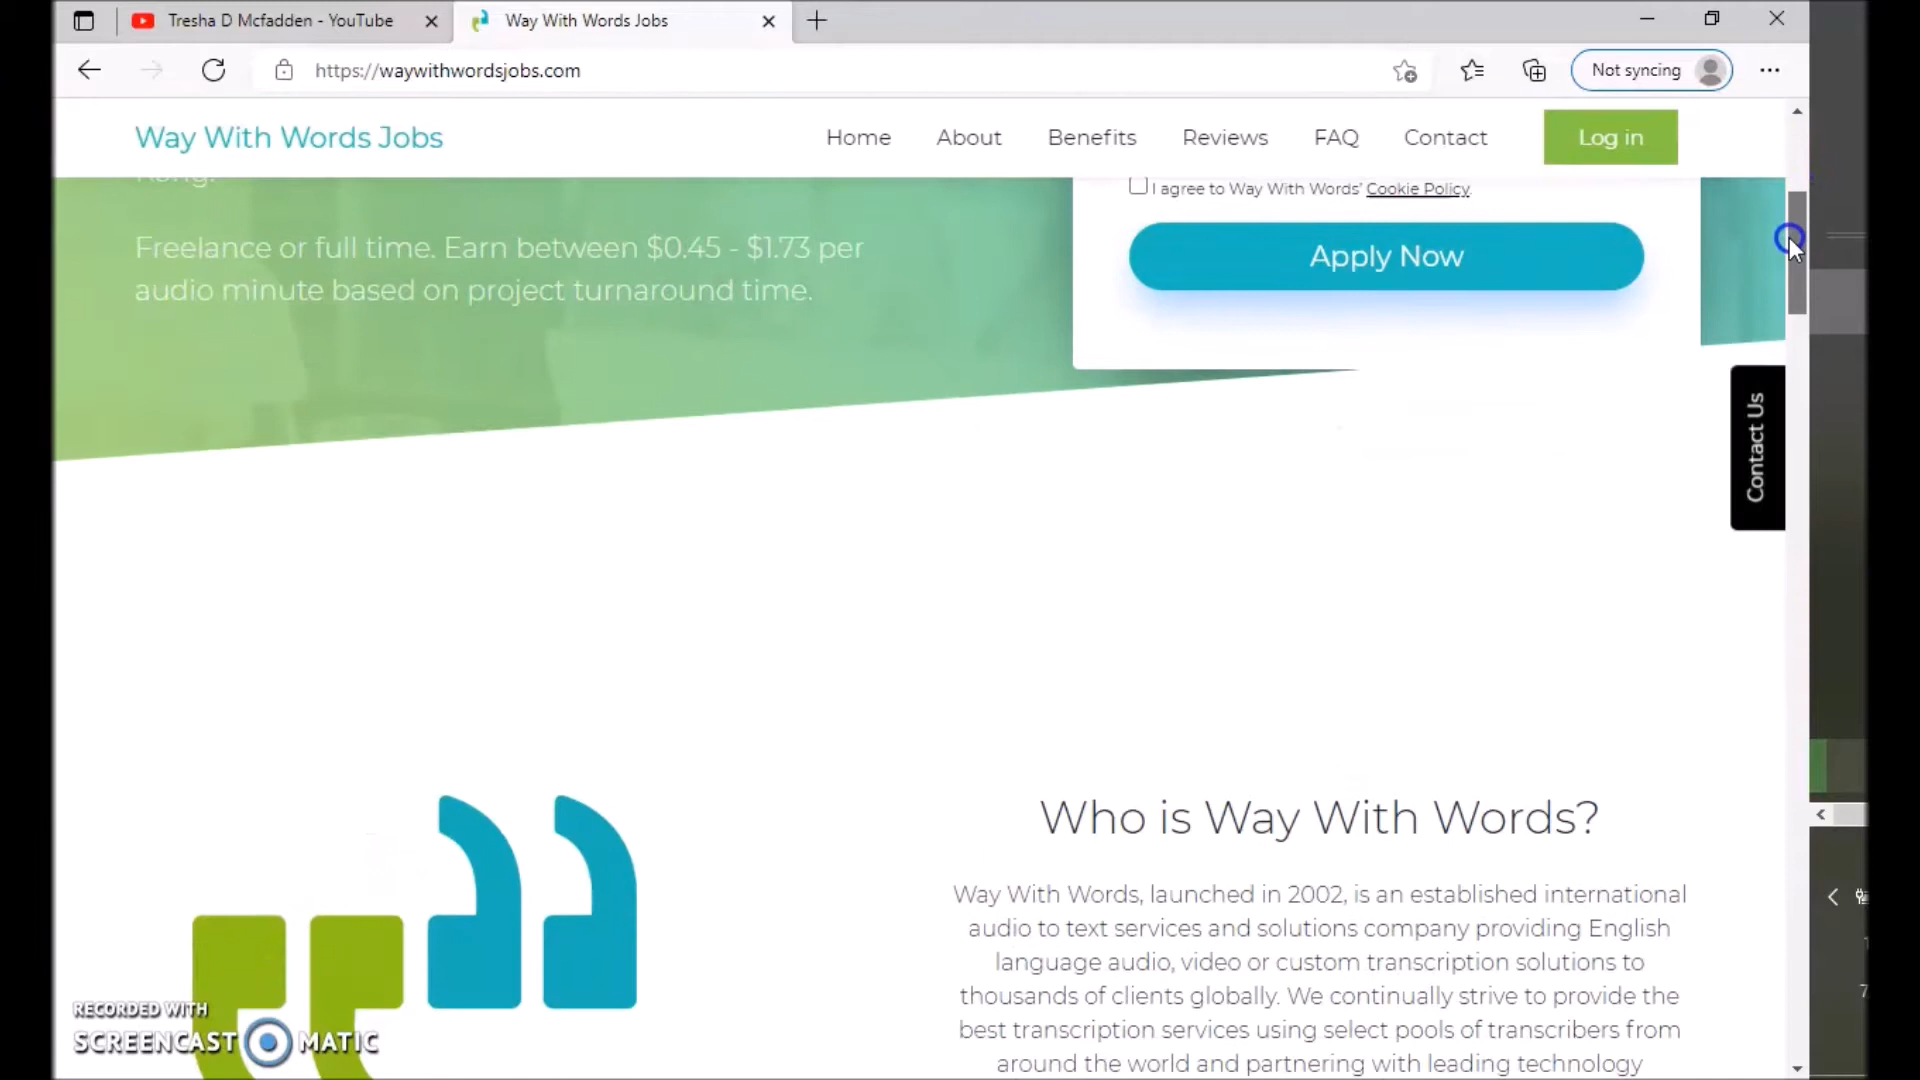 Tresha D Mcfadden - YouTube
Way With Words Jobs
https://waywithwordsjobs.com
Not syncing
Way With Words Jobs
Home
About
Benefits
Reviews
FAQ
Contact
Log in
I agree to Way With Words' Cookie Policy.
Freelance or full time. Earn between $0.45 - $1.73 per
audio minute based on project turnaround time.
Apply Now
Contact Us
Who is Way With Words?
Way With Words, launched in 2002, is an established international
audio to text services and solutions company providing English
language audio, video or custom transcription solutions to
thousands of clients globally. We continually strive to provide the
best transcription services using select pools of transcribers from
around the world and partnering with leading technology
RECORDED WITH
SCREENCAST MATIC